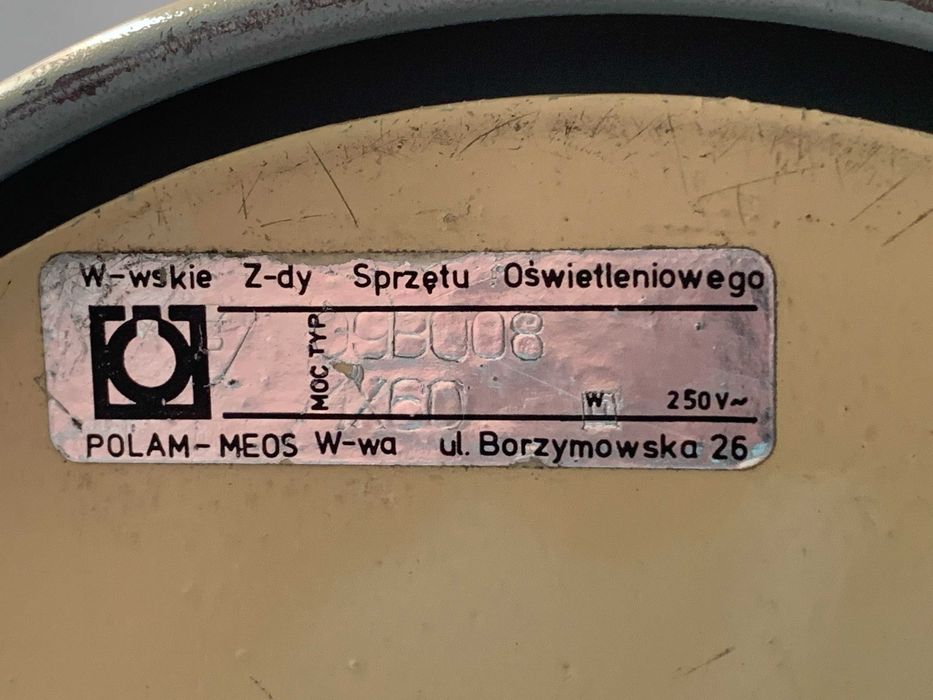 W-wskie Z-dy Sprzętu Oświetleniowego
TYP
MOC W 250V~
POLAM-MEOS W-wa ul. Borzymowska 26